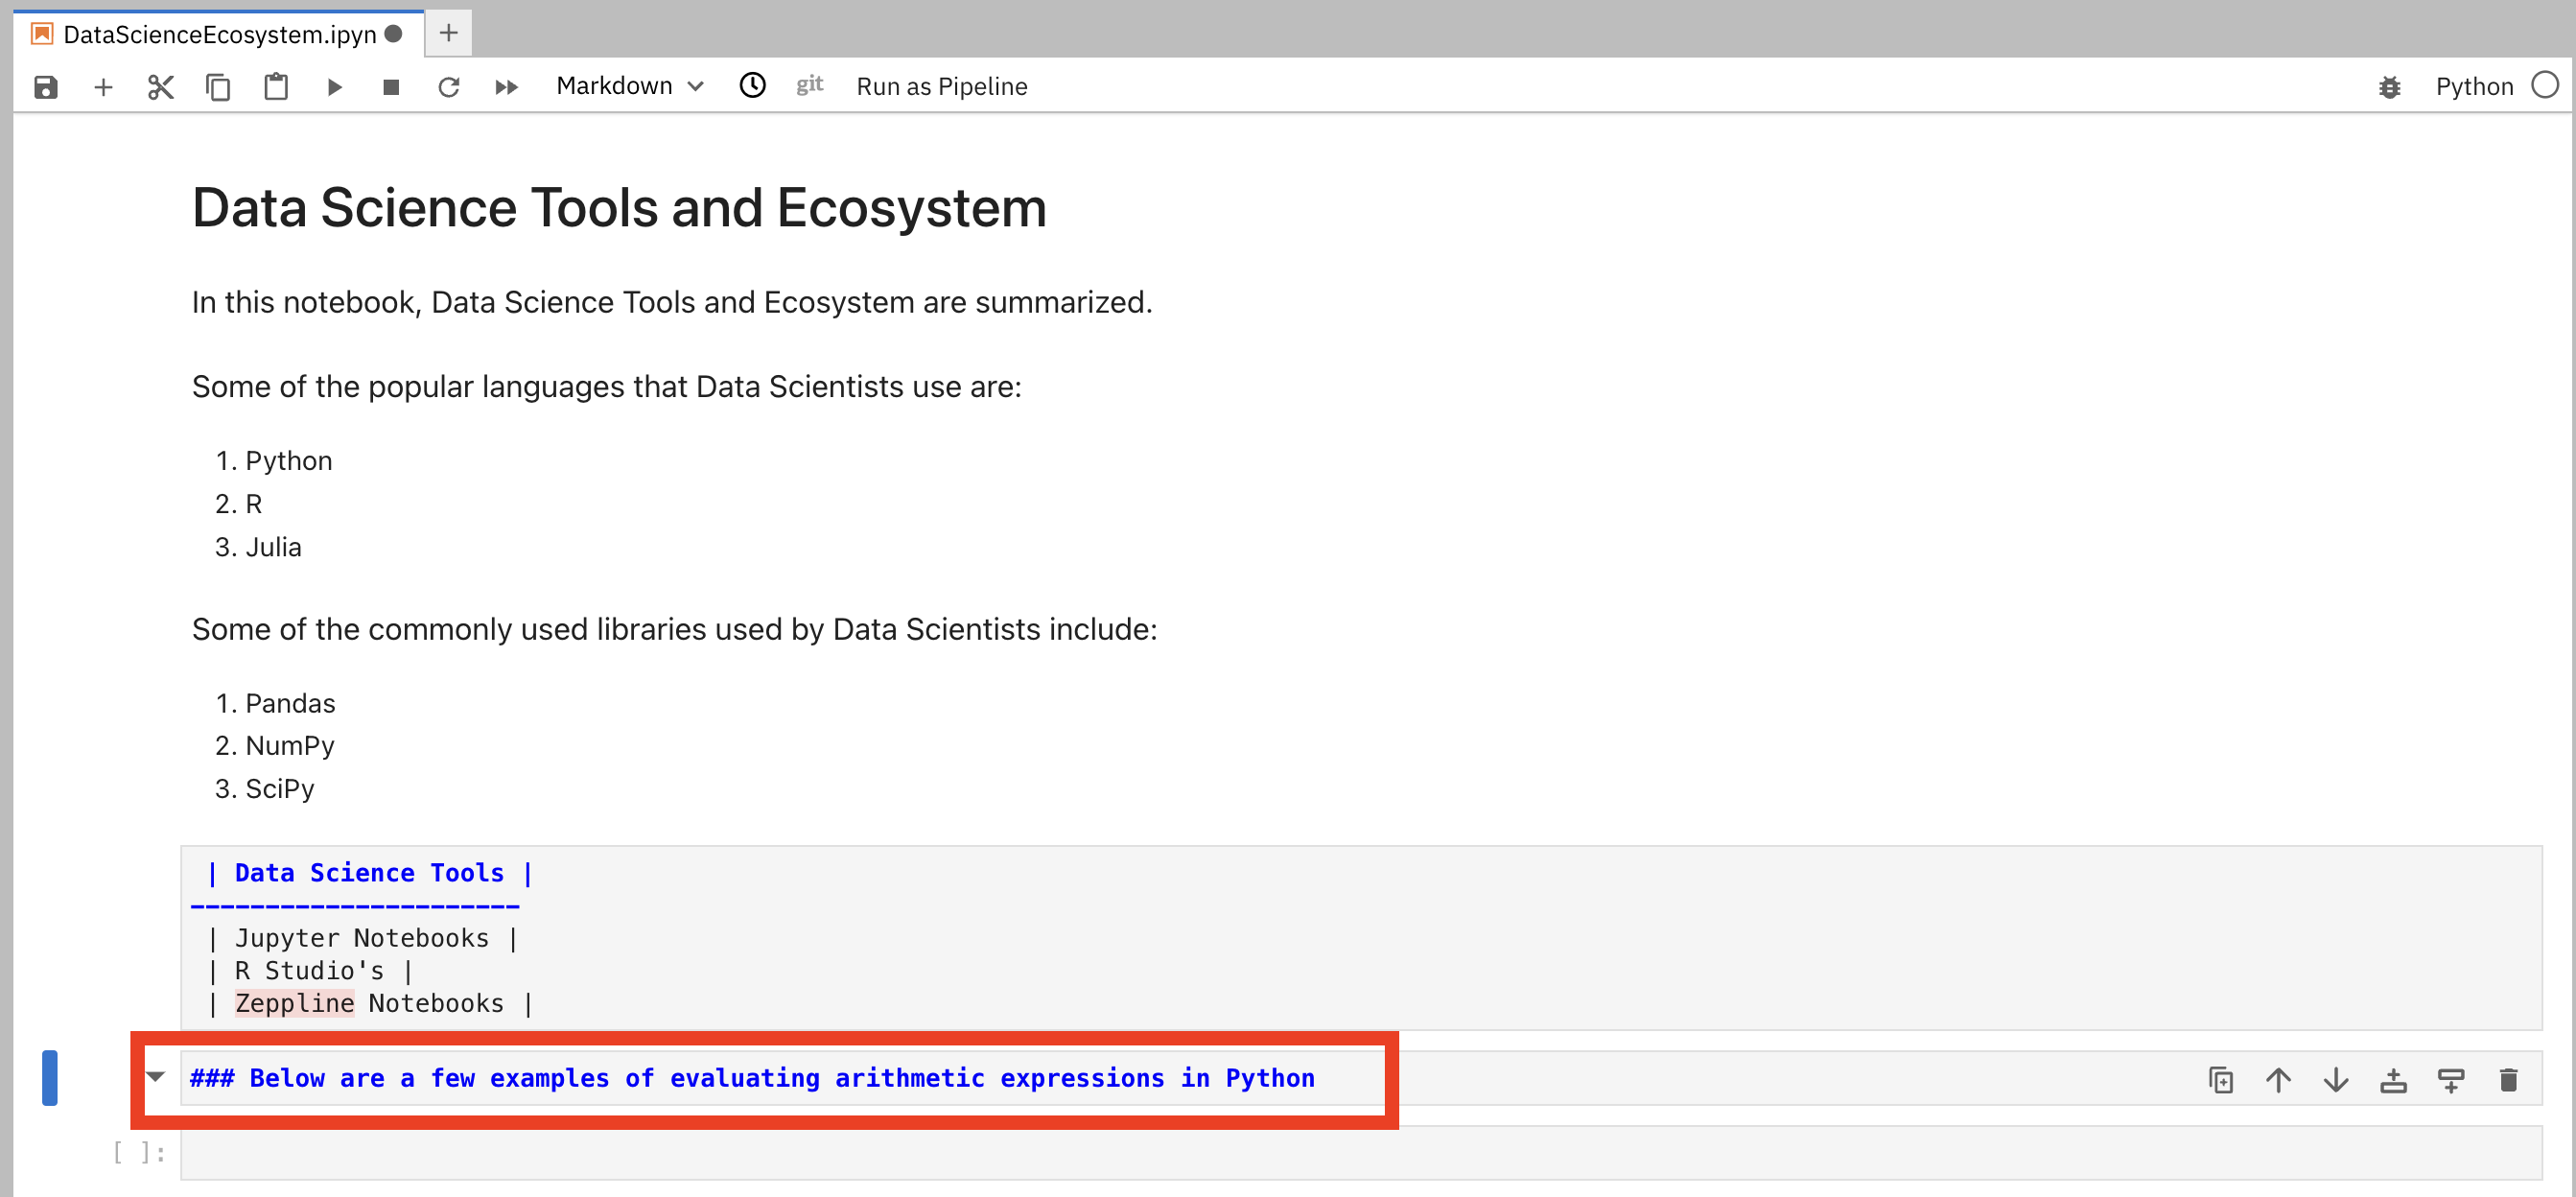 DataScienceEcosystem.ipyn
Markdown git Run as Pipeline Python
Data Science Tools and Ecosystem
In this notebook, Data Science Tools and Ecosystem are summarized.
Some of the popular languages that Data Scientists use are:
1. Python
2. R
3. Julia
Some of the commonly used libraries used by Data Scientists include:
1. Pandas
2. NumPy
3. SciPy
| Data Science Tools |
----------------------
| Jupyter Notebooks |
| R Studio's |
| Zeppline Notebooks |
### Below are a few examples of evaluating arithmetic expressions in Python
[ ]: